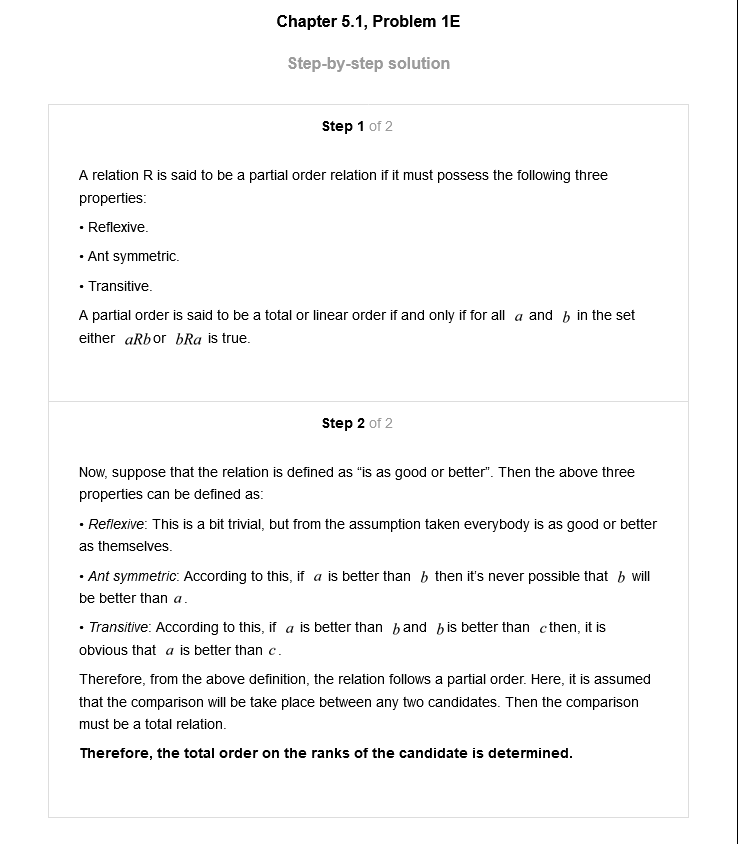 Chapter 5.1, Problem 1E
Step-by-step solution
Step 1 of 2
A relation R is said to be a partial order relation if it must possess the following three
properties:
• Reflexive.
• Ant symmetric.
• Transitive.
A partial order is said to be a total or linear order if and only if for all a and b in the set
either aRb or bRa is true.
Step 2 of 2
Now, suppose that the relation is defined as “is as good or better”. Then the above three
properties can be defined as:
• Reflexive: This is a bit trivial, but from the assumption taken everybody is as good or better
as themselves.
• Ant symmetric: According to this, if a is better than b then it’s never possible that b will
be better than a.
• Transitive: According to this, if a is better than b and b is better than c then, it is
obvious that a is better than c.
Therefore, from the above definition, the relation follows a partial order. Here, it is assumed
that the comparison will be take place between any two candidates. Then the comparison
must be a total relation.
Therefore, the total order on the ranks of the candidate is determined.